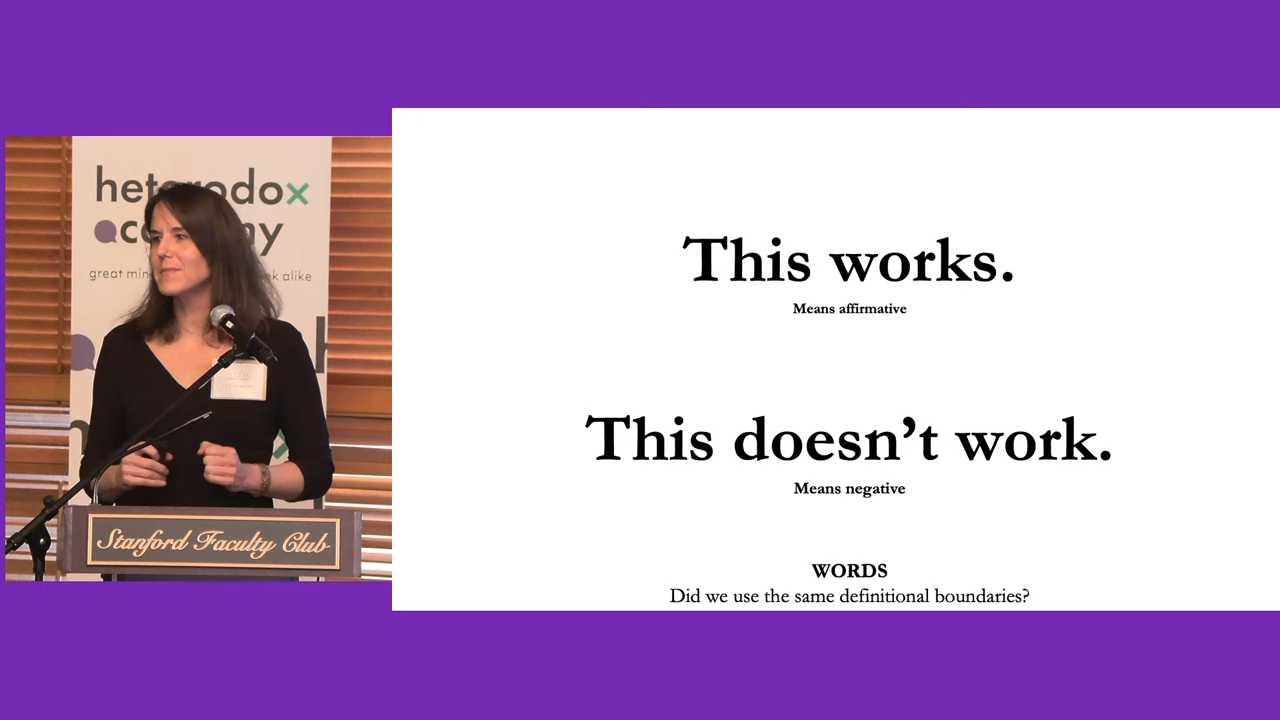 heterodox
academy
great min k alike
Stanford Faculty Club
This works.
Means affirmative
This doesn’t work.
Means negative
WORDS
Did we use the same definitional boundaries?